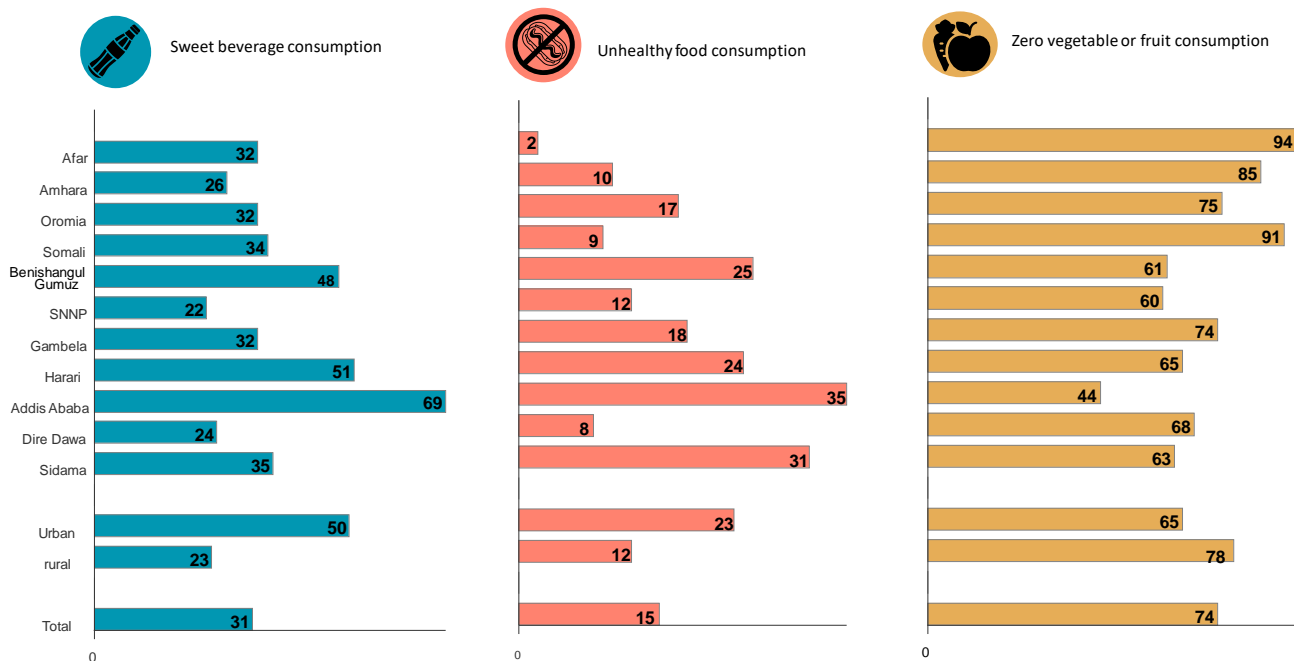 Sweet beverage consumption
Unhealthy food consumption
Zero vegetable or fruit consumption
Afar 32 2 94
Amhara 26 10 85
Oromia 32 17 75
Somali 34 9 91
Benishangul
Gumuz 48 25 61
SNNP 22 12 60
Gambela 32 18 74
Harari 51 24 65
Addis Ababa 69 35 44
Dire Dawa 24 8 68
Sidama 35 31 63
Urban 50 23 65
rural 23 12 78
Total 31 15 74
0 0 0